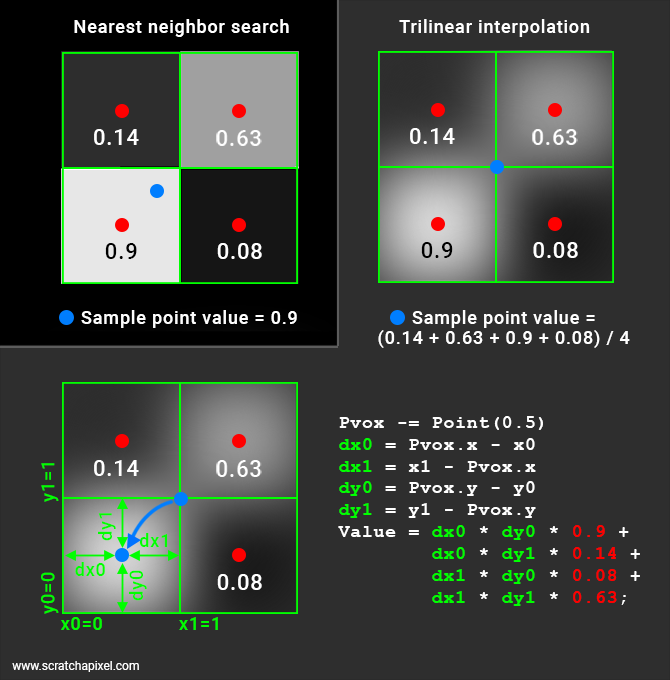 Nearest neighbor search
0.14
0.63
0.9
0.08
Sample point value = 0.9
Trilinear interpolation
0.14
0.63
0.9
0.08
Sample point value =
(0.14 + 0.63 + 0.9 + 0.08) / 4
0.14
0.63
0.08
y1=1
y0=0
dy1
dx1
dx0
dy0
x0=0
x1=1
Pvox -= Point(0.5)
dx0 = Pvox.x - x0
dx1 = x1 - Pvox.x
dy0 = Pvox.y - y0
dy1 = y1 - Pvox.y
Value = dx0 * dy0 * 0.9 +
dx0 * dy1 * 0.14 +
dx1 * dy0 * 0.08 +
dx1 * dy1 * 0.63;
www.scratchapixel.com